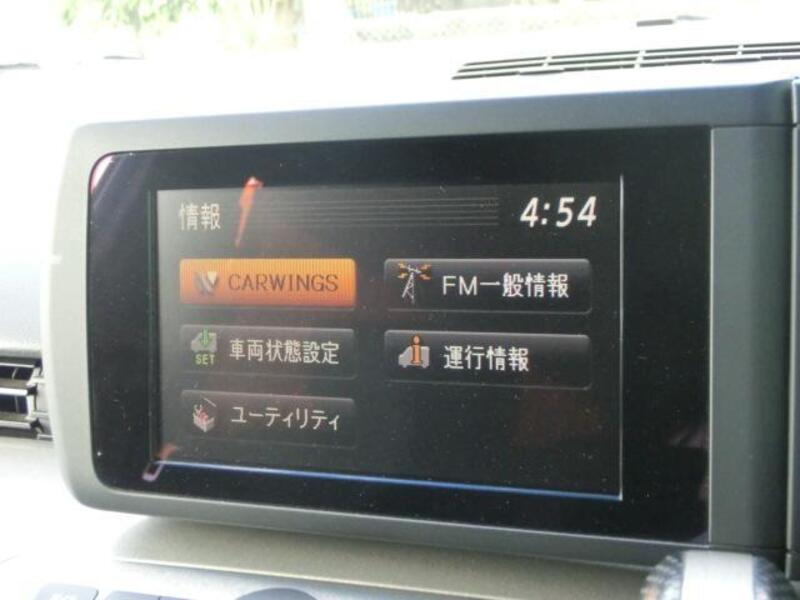 情報
4:54
CARWINGS
FM一般情報
SET
車両状態設定
運行情報
ユーティリティ